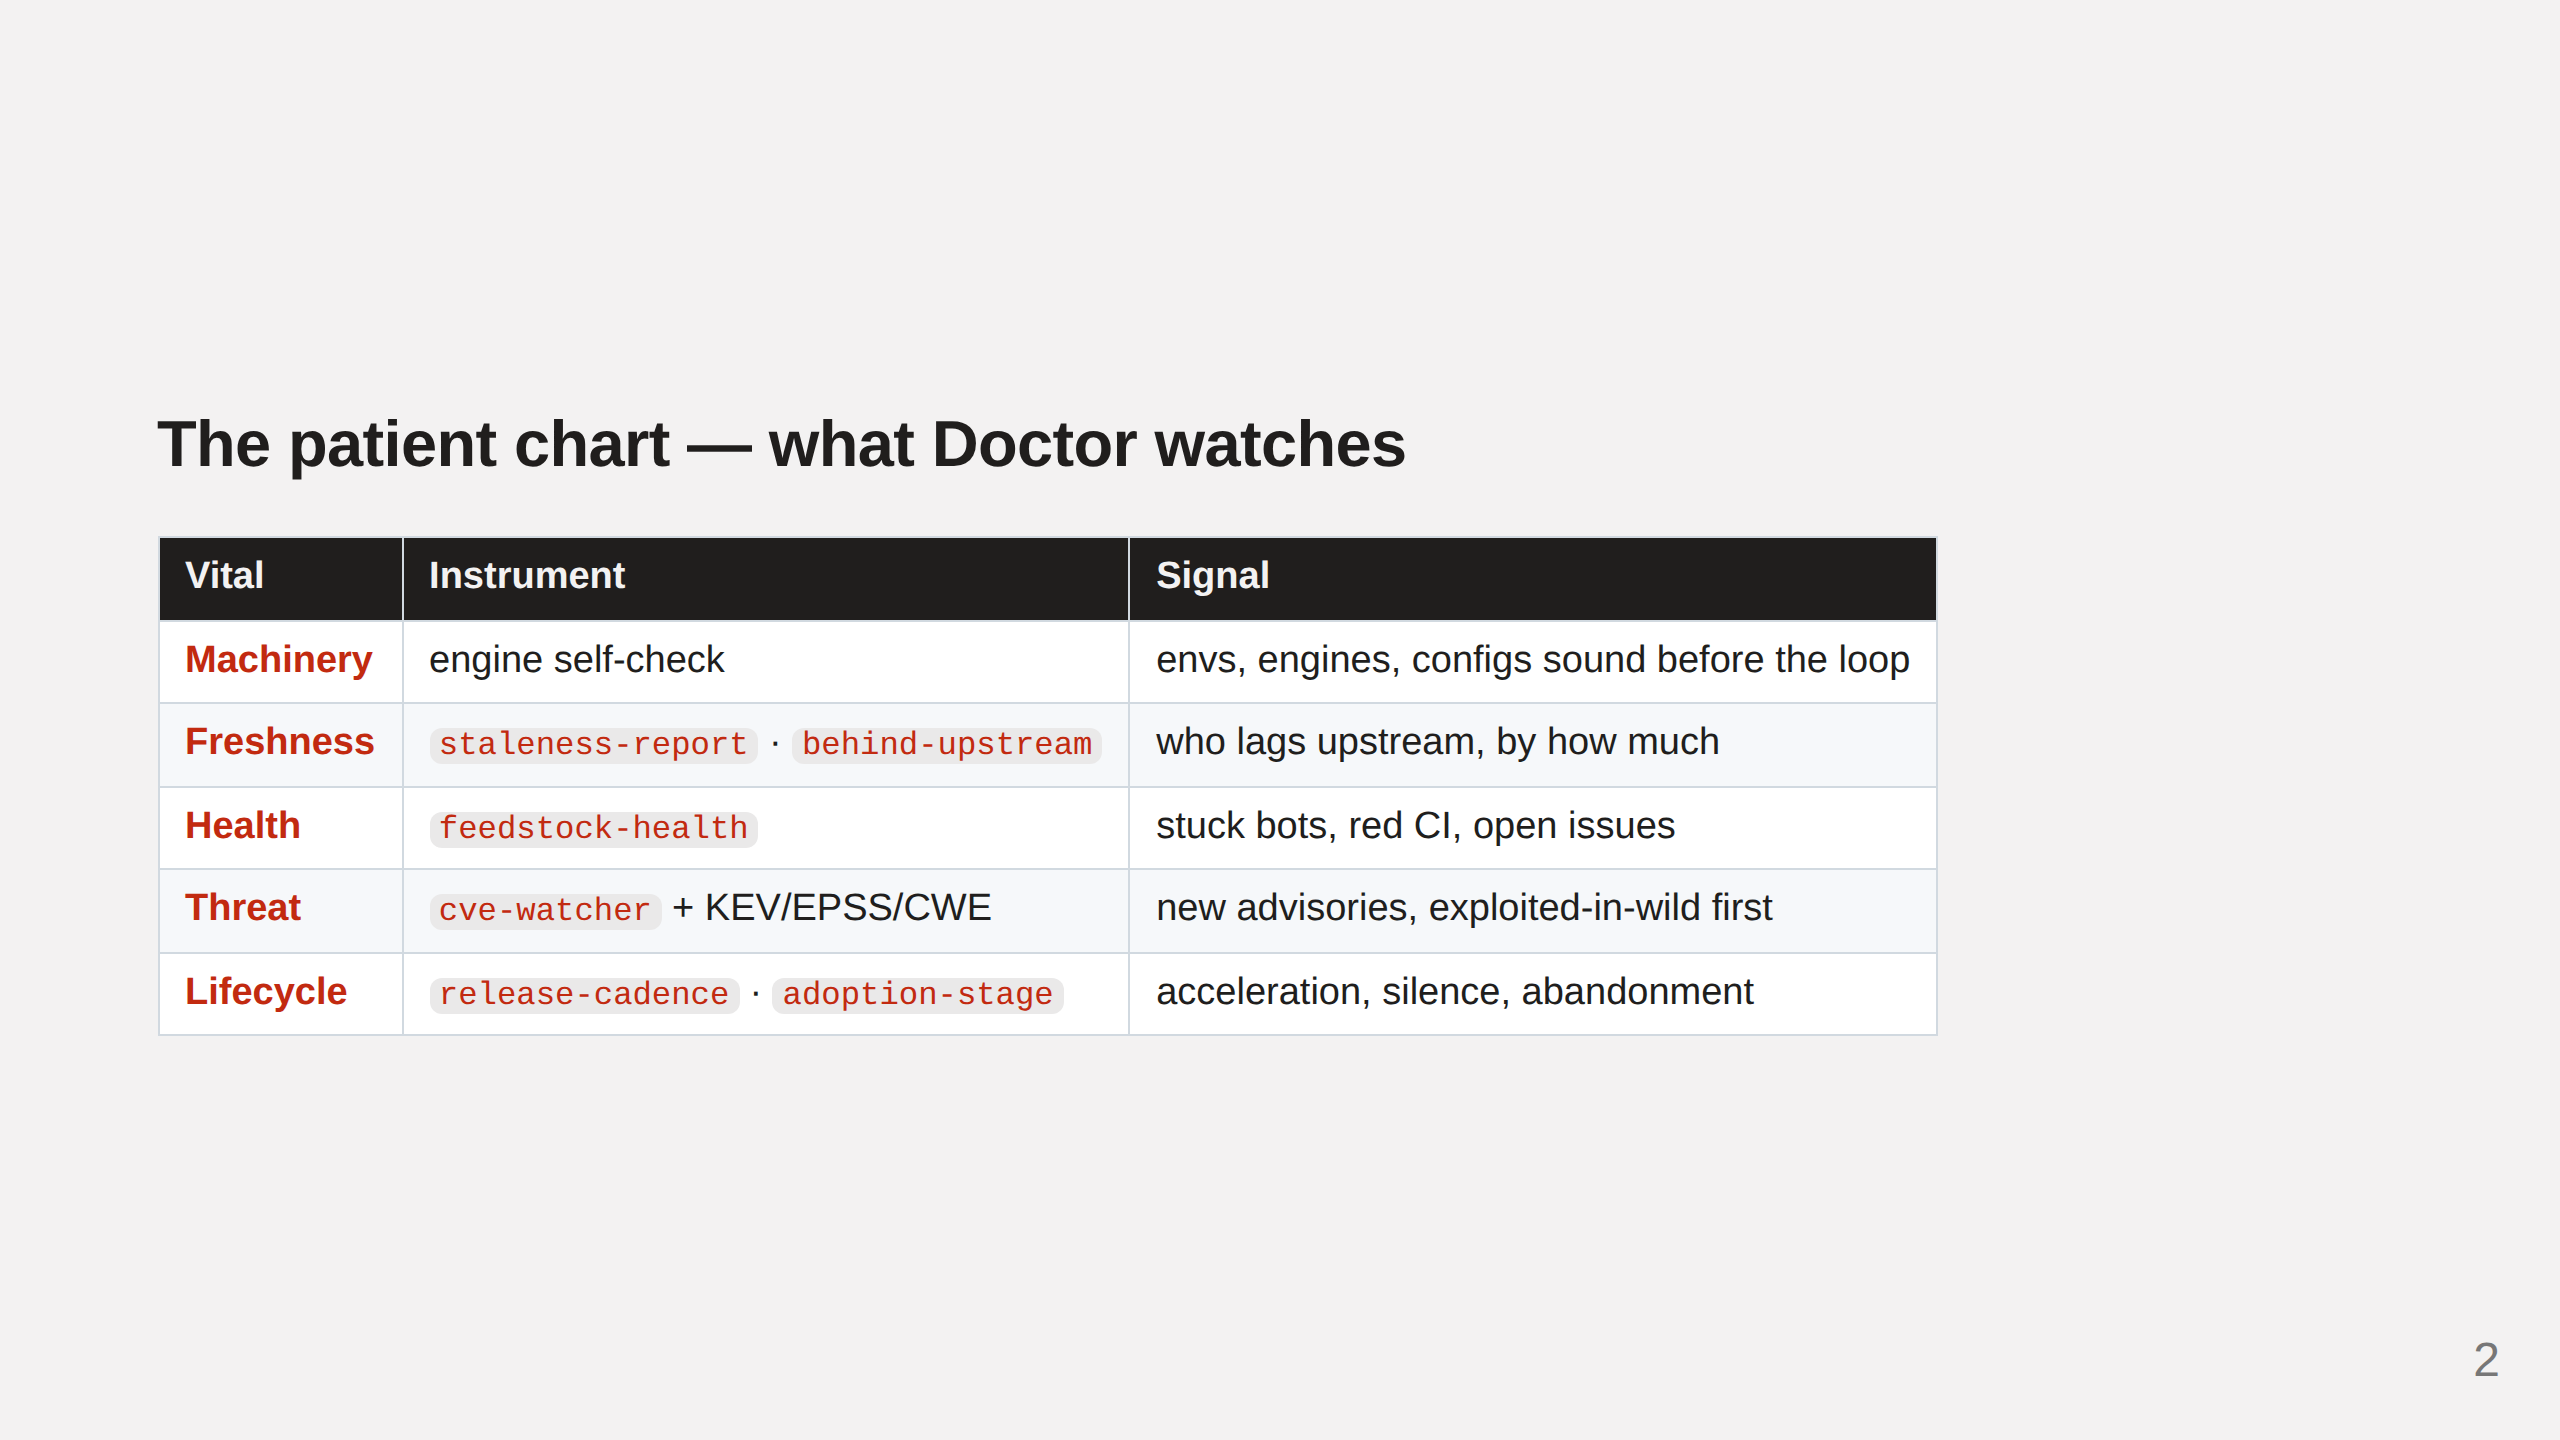 The patient chart — what Doctor watches
Vital Instrument Signal
Machinery engine self-check envs, engines, configs sound before the loop
Freshness staleness-report · behind-upstream who lags upstream, by how much
Health feedstock-health stuck bots, red CI, open issues
Threat cve-watcher + KEV/EPSS/CWE new advisories, exploited-in-wild first
Lifecycle release-cadence · adoption-stage acceleration, silence, abandonment
2